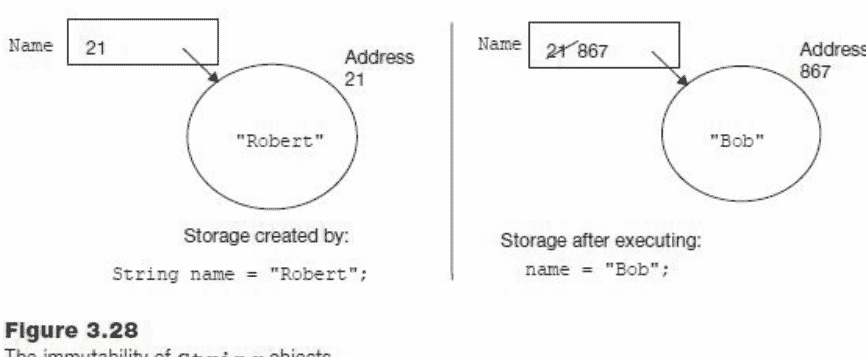 Name 21
Address
21
"Robert"
Storage created by:
String name = "Robert";
Name 21 867
Address
867
"Bob"
Storage after executing:
name = "Bob";
Figure 3.28
The immutability of String objects